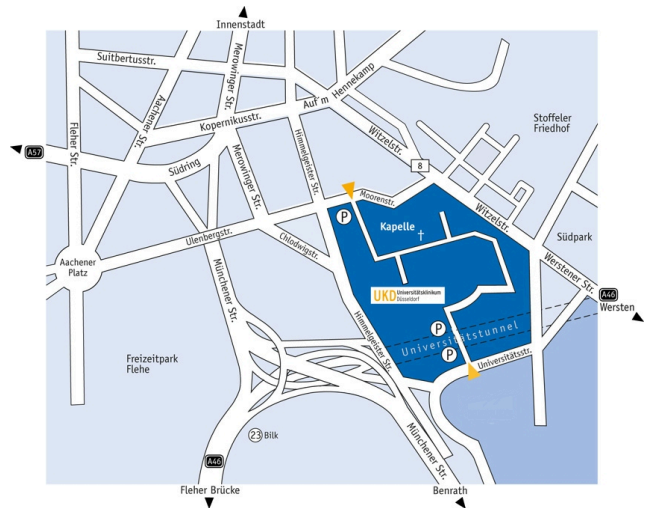 Innenstadt
Suitbertusstr.
Merowinger Str.
Auf'm Hennekamp
Fleher Str.
Aachener Str.
Kopernikusstr.
Witzelstr.
Stoffeler
Friedhof
A57
Südring
Merowinger Str.
Himmelgeister Str.
8
Moorenstr.
P
Kapelle
Witzelstr.
Ulenbergstr.
Chlodwigstr.
Südpark
Aachener
Platz
Münchener Str.
UKD Universitätsklinikum
Düsseldorf
Werstener Str.
A46
Wersten
Himmelgeister Str.
P
Universitätstunnel
P
Universitätsstr.
Freizeitpark
Flehe
23 Bilk
Münchener Str.
A46
Fleher Brücke
Benrath